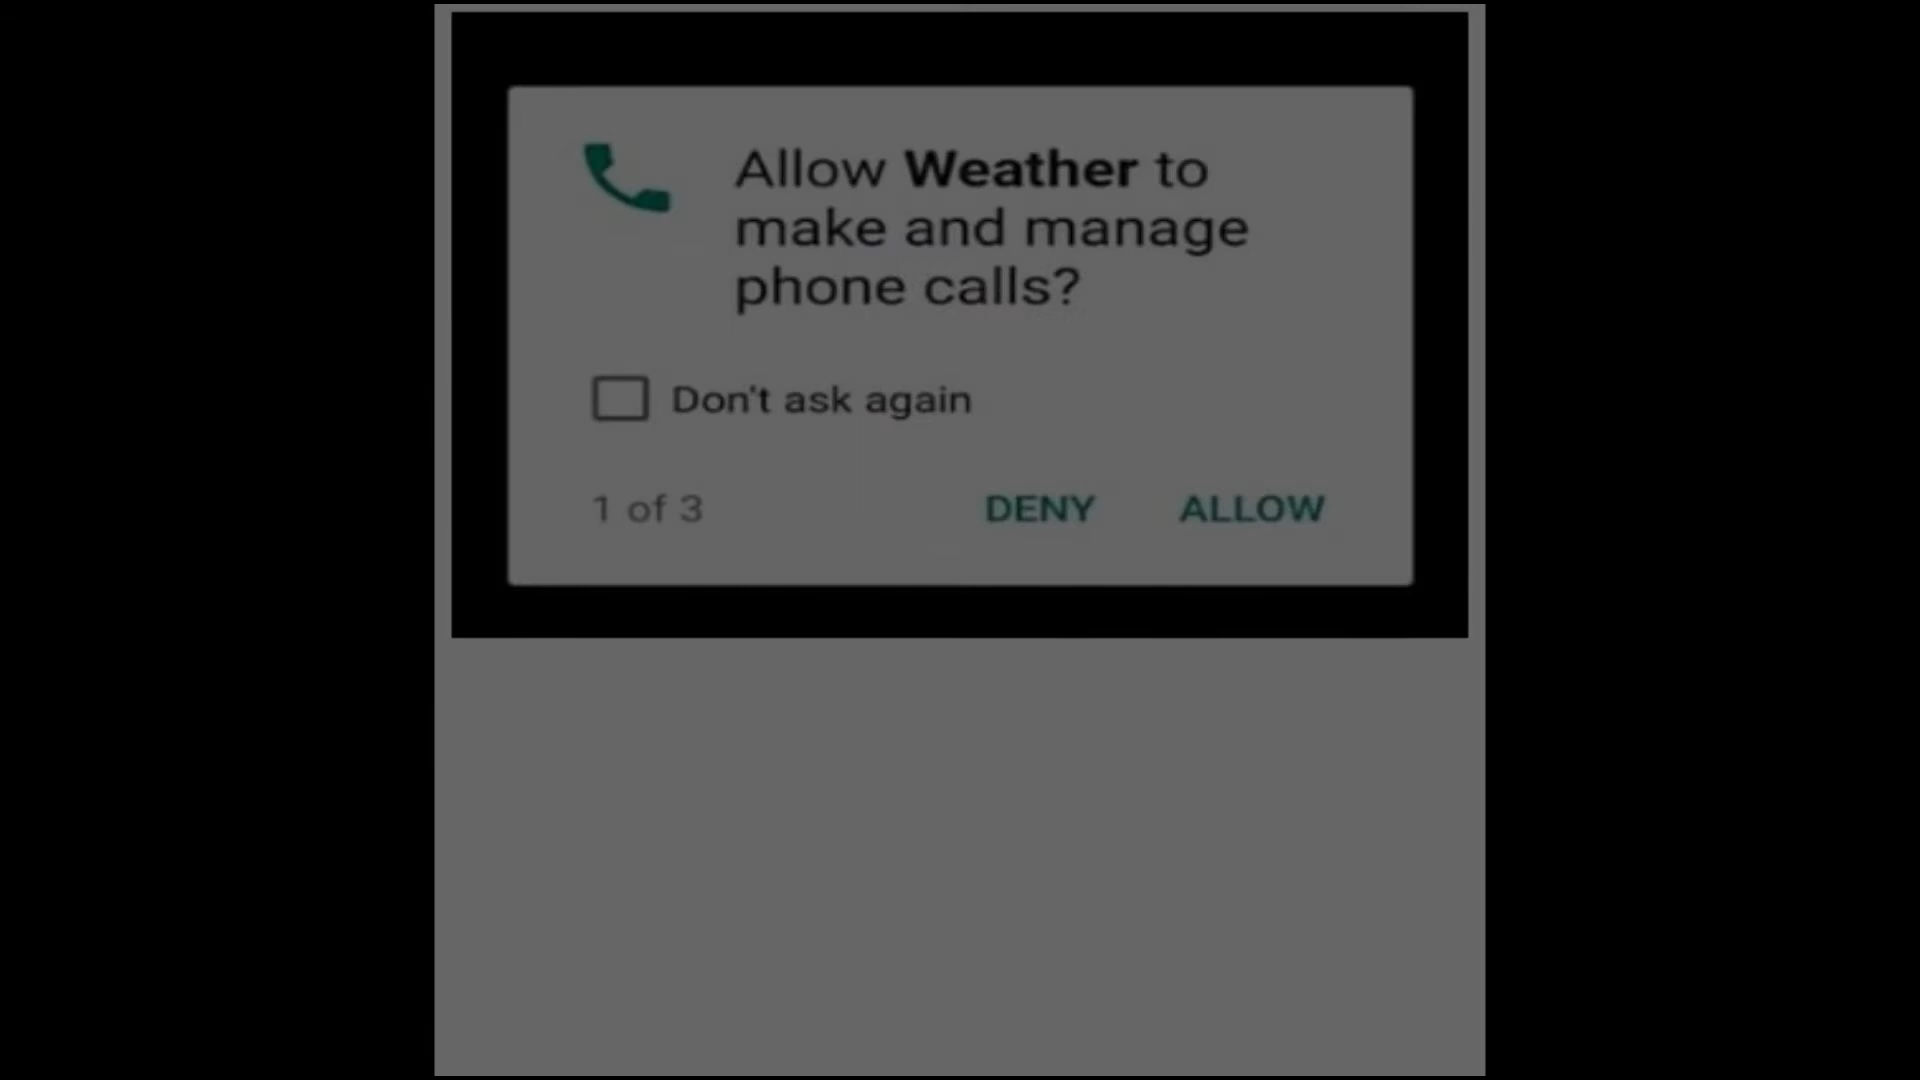 Allow Weather to
make and manage
phone calls?
Don't ask again
1 of 3
DENY
ALLOW